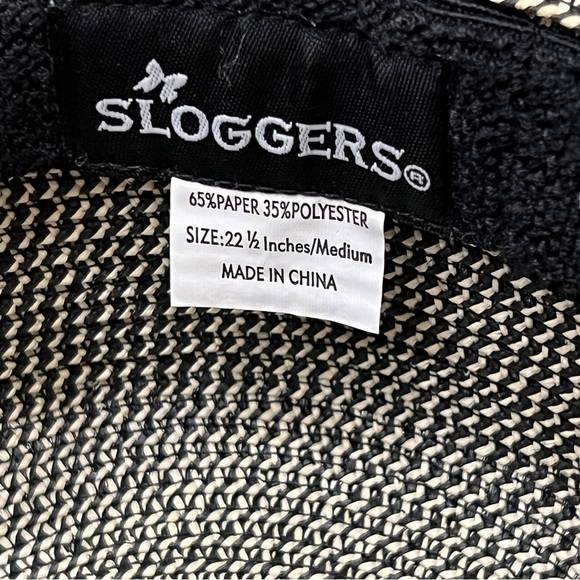 SLOGGERS®
65%PAPER 35%POLYESTER
SIZE:22 ½ Inches/Medium
MADE IN CHINA